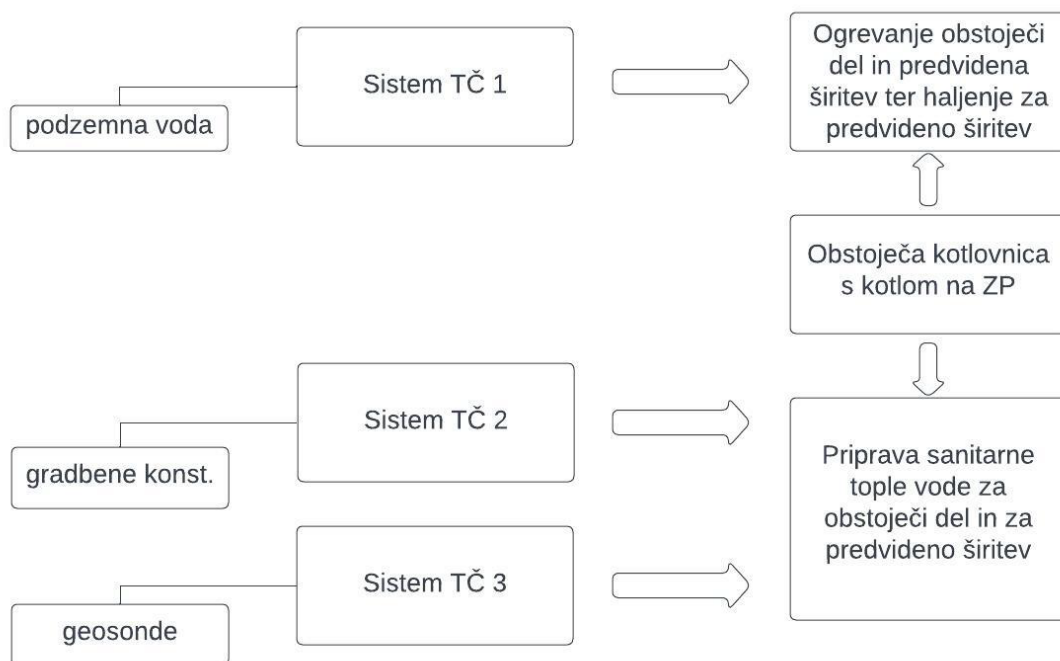 Sistem TČ 1
podzemna voda
Ogrevanje obstoječi
del in predvidena
širitev ter haljenje za
predvideno širitev
Obstoječa kotlovnica
s kotlom na ZP
Sistem TČ 2
gradbene konst.
Priprava sanitarne
tople vode za
obstoječi del in za
predvideno širitev
Sistem TČ 3
geosonde